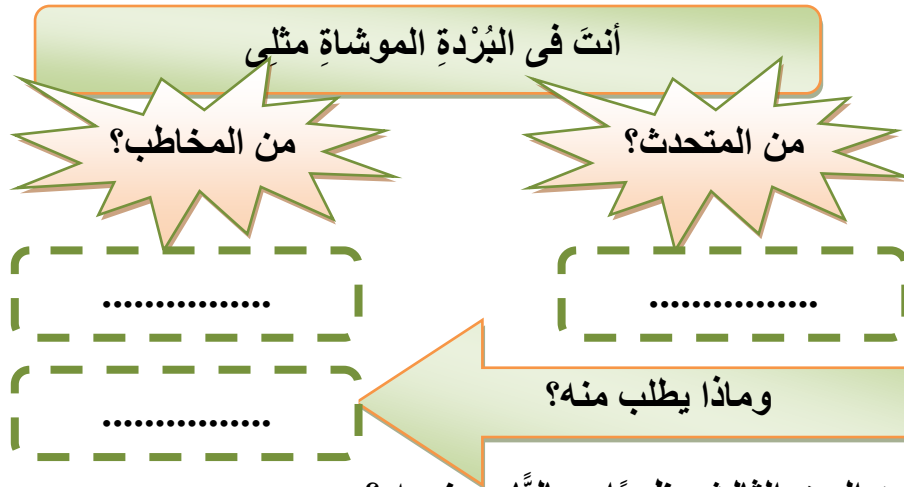 أنتَ فى البُرْدةِ الموشاةِ مثلِى
من المتحدث؟
من المخاطب؟
................
................
وماذا يطلب منه؟
................